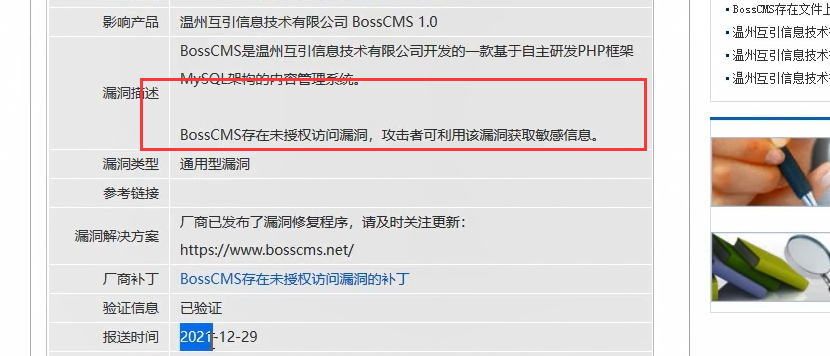 影响产品 温州互引信息技术有限公司 BossCMS 1.0
BossCMS是温州互引信息技术有限公司开发的一款基于自主研发PHP框架
MySQL架构的内容管理系统。
漏洞描述
BossCMS存在未授权访问漏洞，攻击者可利用该漏洞获取敏感信息。
漏洞类型 通用型漏洞
参考链接
厂商已发布了漏洞修复程序，请及时关注更新：
漏洞解决方案
https://www.bosscms.net/
厂商补丁 BossCMS存在未授权访问漏洞的补丁
验证信息 已验证
报送时间 2021-12-29
BossCMS存在文件上
温州互引信息技术
温州互引信息技术
温州互引信息技术